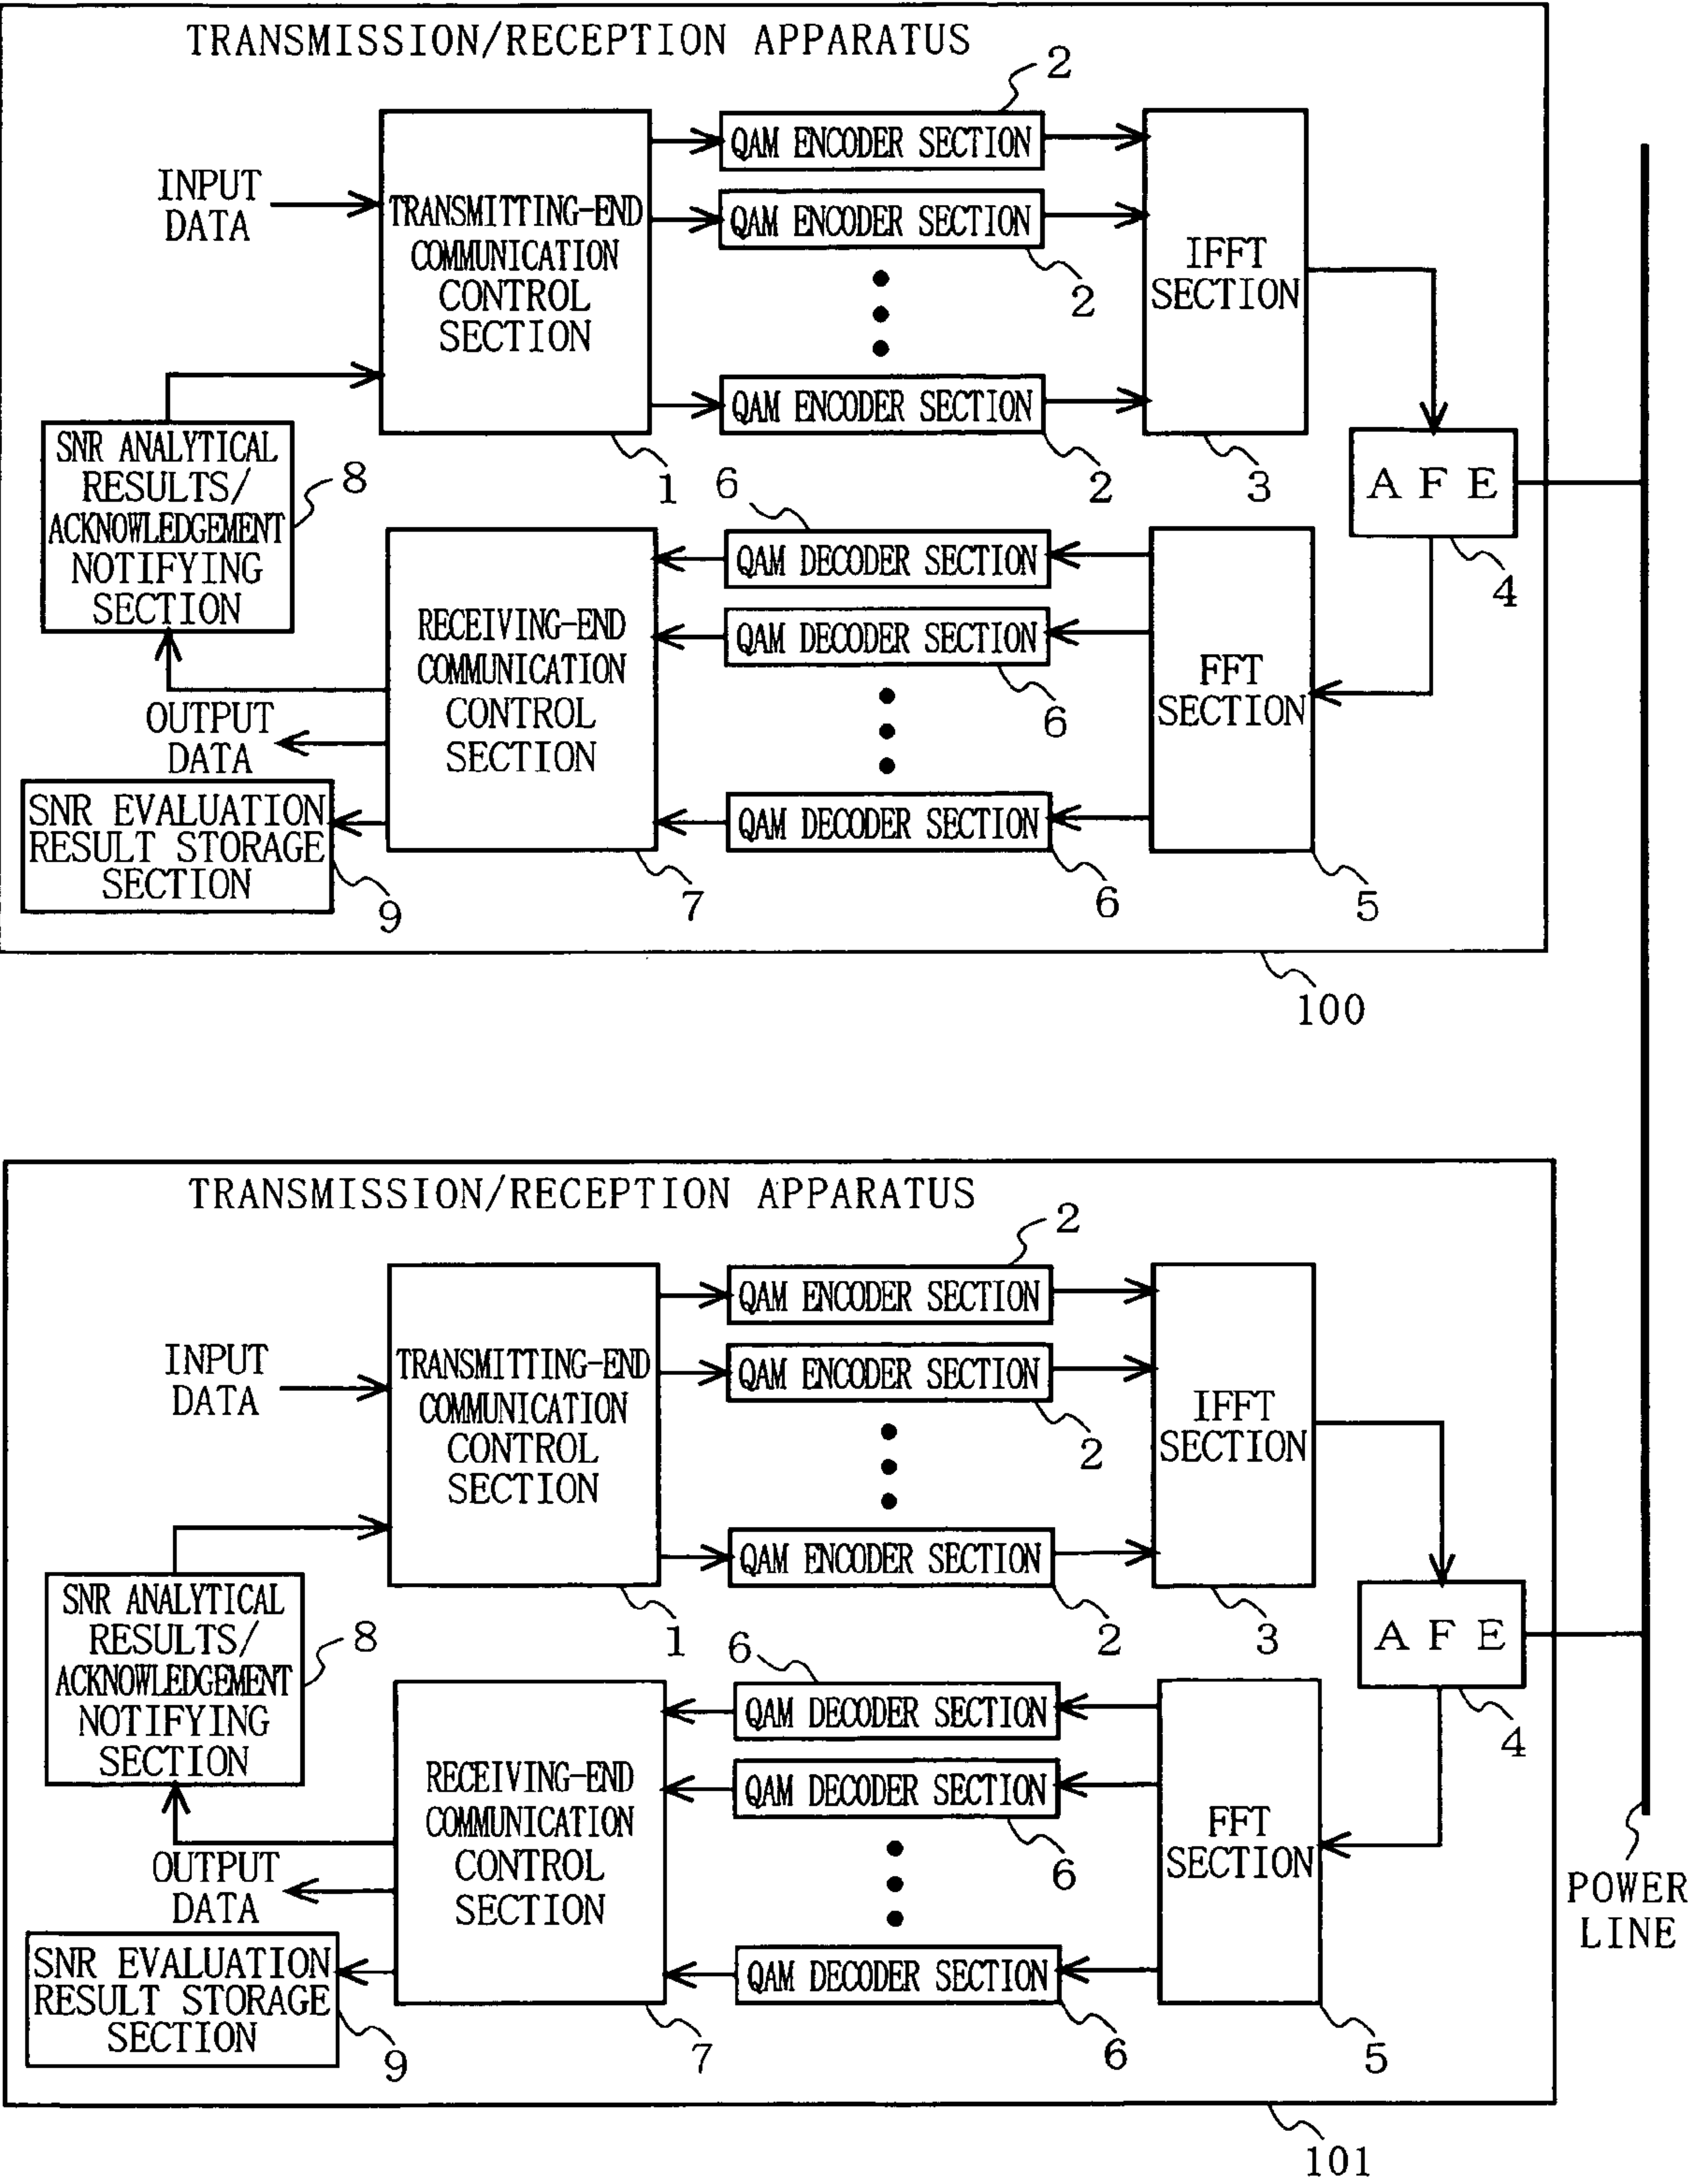 TRANSMISSION/RECEPTION APPARATUS
2
QAM ENCODER SECTION
INPUT
DATA
TRANSMITTING-END
COMMUNICATION
CONTROL
SECTION
QAM ENCODER SECTION
2
IFFT
SECTION
QAM ENCODER SECTION
SNR ANALYTICAL
RESULTS/
ACKNOWLEDGEMENT
NOTIFYING
SECTION
8
1
6
2
3
A F E
4
QAM DECODER SECTION
RECEIVING-END
COMMUNICATION
CONTROL
SECTION
QAM DECODER SECTION
6
FFT
SECTION
OUTPUT
DATA
QAM DECODER SECTION
SNR EVALUATION
RESULT STORAGE
SECTION
9
7
6
5
100
TRANSMISSION/RECEPTION APPARATUS
2
QAM ENCODER SECTION
INPUT
DATA
TRANSMITTING-END
COMMUNICATION
CONTROL
SECTION
QAM ENCODER SECTION
2
IFFT
SECTION
QAM ENCODER SECTION
SNR ANALYTICAL
RESULTS/
ACKNOWLEDGEMENT
NOTIFYING
SECTION
8
1
6
2
3
A F E
4
QAM DECODER SECTION
RECEIVING-END
COMMUNICATION
CONTROL
SECTION
QAM DECODER SECTION
6
FFT
SECTION
OUTPUT
DATA
QAM DECODER SECTION
POWER
LINE
SNR EVALUATION
RESULT STORAGE
SECTION
9
7
6
5
101